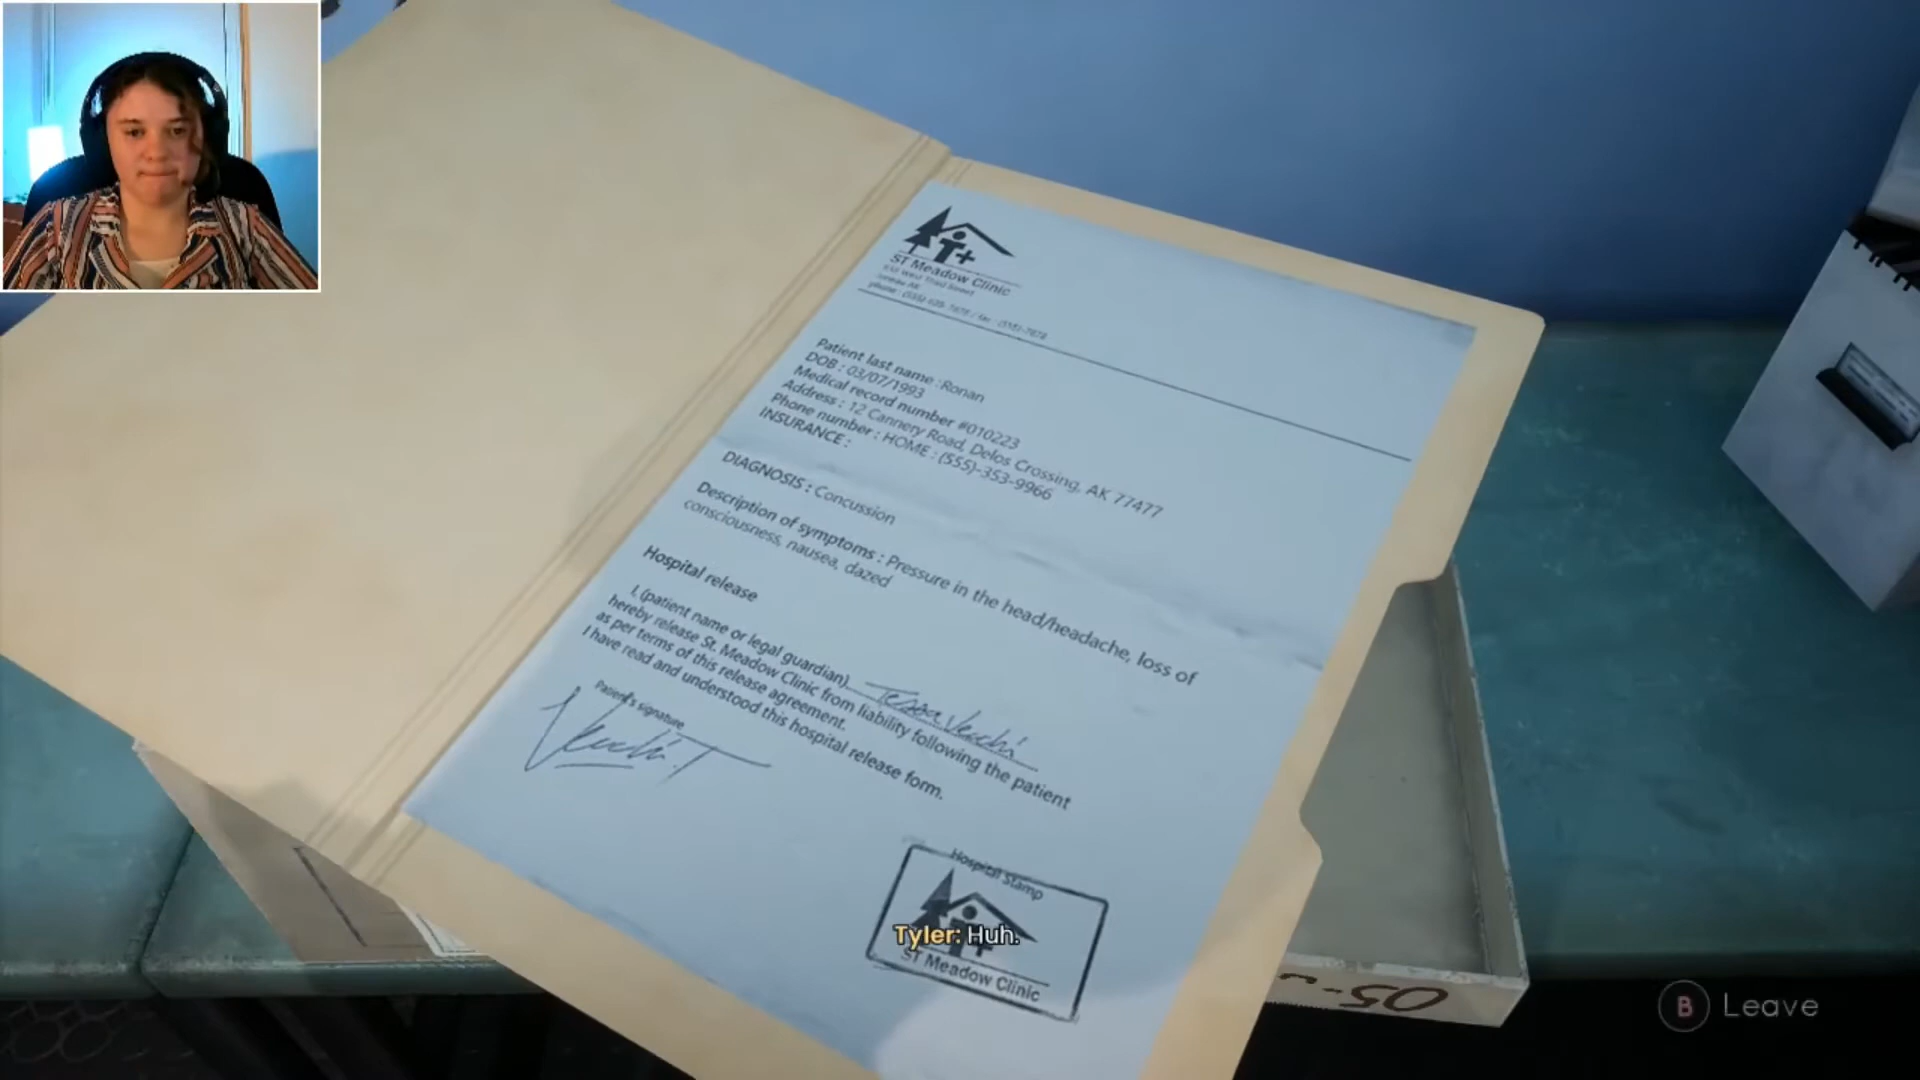 ST Meadow Clinic
Patient last name : Ronan
DOB : 03/07/1993
Medical record number #010223
Address : 12 Cannery Road, Delos Crossing, AK 77477
Phone number : HOME : (555)-353-9966
INSURANCE :
DIAGNOSIS : Concussion
Description of symptoms : Pressure in the head/headache, loss of
consciousness, nausea, dazed
Hospital release
I, (patient name or legal guardian) Tessa Vecchi
hereby release St. Meadow Clinic from liability following the patient
as per terms of this release agreement.
I have read and understood this hospital release form.
Patient's signature
Vecchi T
Hospital Stamp
ST Meadow Clinic
Tyler: Huh.
B Leave